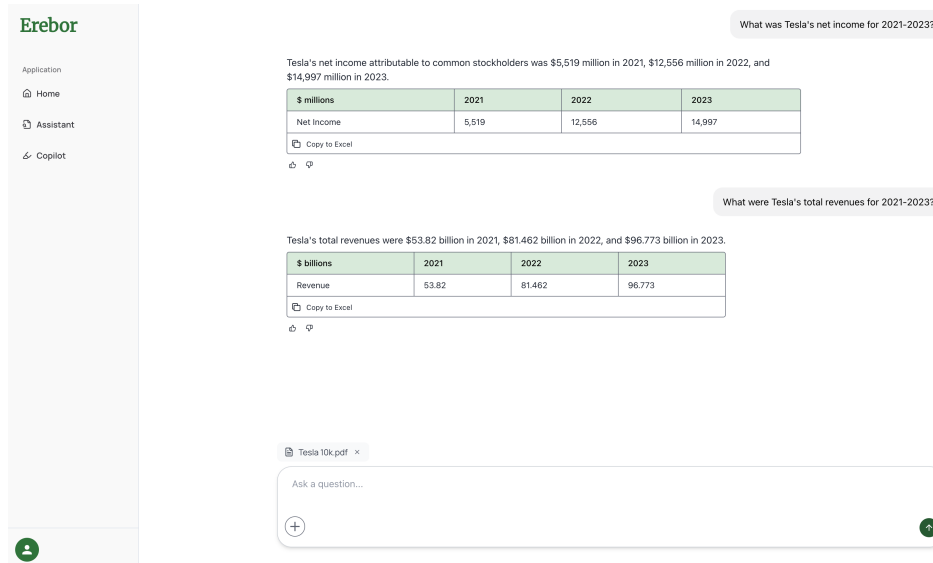 Erebor
Application
Home
Assistant
Copilot
What was Tesla's net income for 2021-2023?
Tesla's net income attributable to common stockholders was $5,519 million in 2021, $12,556 million in 2022, and
$14,997 million in 2023.
$ millions 2021 2022 2023
Net Income 5,519 12,556 14,997
Copy to Excel
What were Tesla's total revenues for 2021-2023?
Tesla's total revenues were $53.82 billion in 2021, $81.462 billion in 2022, and $96.773 billion in 2023.
$ billions 2021 2022 2023
Revenue 53.82 81.462 96.773
Copy to Excel
Tesla 10k.pdf ×
Ask a question...